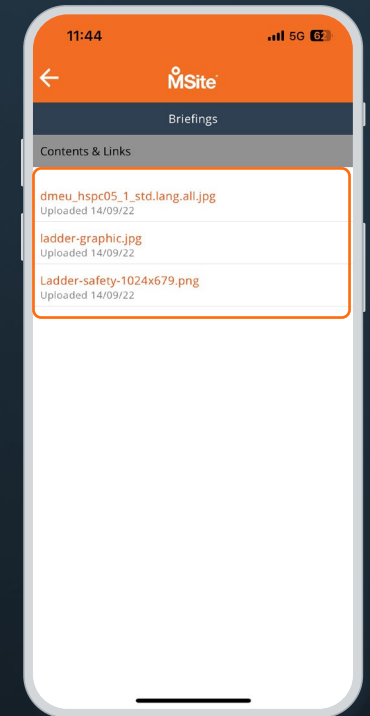 11:44
5G 62
MSite
Briefings
Contents & Links
dmeu_hspc05_1_std.lang.all.jpg
Uploaded 14/09/22
ladder-graphic.jpg
Uploaded 14/09/22
Ladder-safety-1024x679.png
Uploaded 14/09/22